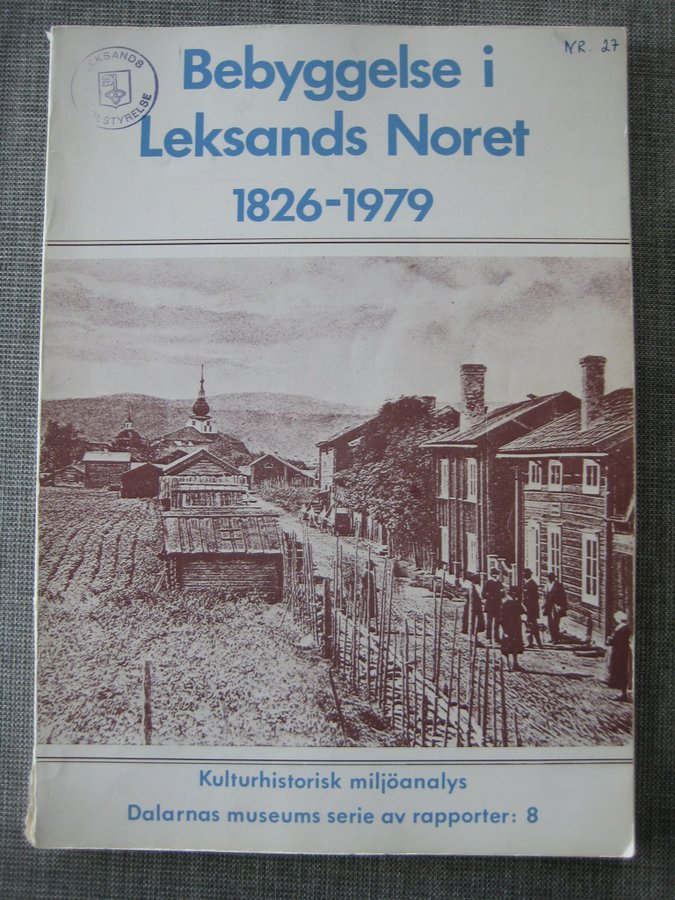 NR. 27
Bebyggelse i
Leksands Noret
1826-1979
Kulturhistorisk miljöanalys
Dalarnas museums serie av rapporter: 8